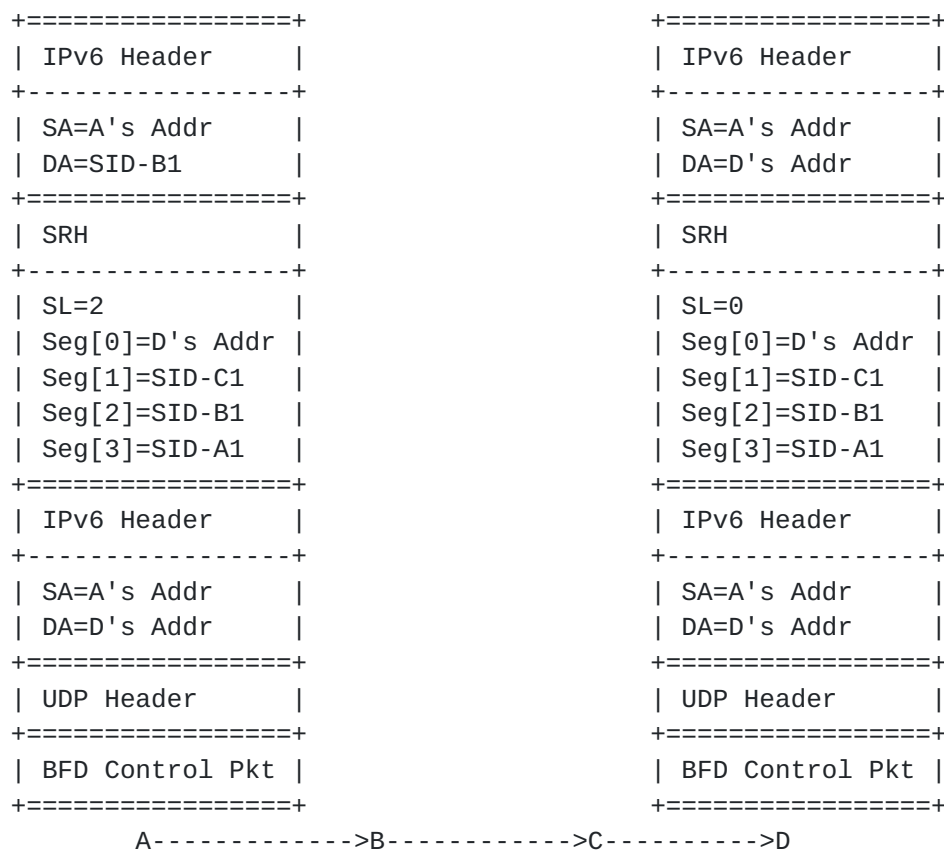 +=================+                       +=================+
| IPv6 Header     |                       | IPv6 Header     |
+-----------------+                       +-----------------+
| SA=A's Addr     |                       | SA=A's Addr     |
| DA=SID-B1       |                       | DA=D's Addr     |
+=================+                       +=================+
| SRH             |                       | SRH             |
+-----------------+                       +-----------------+
| SL=2            |                       | SL=0            |
| Seg[0]=D's Addr |                       | Seg[0]=D's Addr |
| Seg[1]=SID-C1   |                       | Seg[1]=SID-C1   |
| Seg[2]=SID-B1   |                       | Seg[2]=SID-B1   |
| Seg[3]=SID-A1   |                       | Seg[3]=SID-A1   |
+=================+                       +=================+
| IPv6 Header     |                       | IPv6 Header     |
+-----------------+                       +-----------------+
| SA=A's Addr     |                       | SA=A's Addr     |
| DA=D's Addr     |                       | DA=D's Addr     |
+=================+                       +=================+
| UDP Header      |                       | UDP Header      |
+=================+                       +=================+
| BFD Control Pkt |                       | BFD Control Pkt |
+=================+                       +=================+
        A------------->B------------>C---------->D